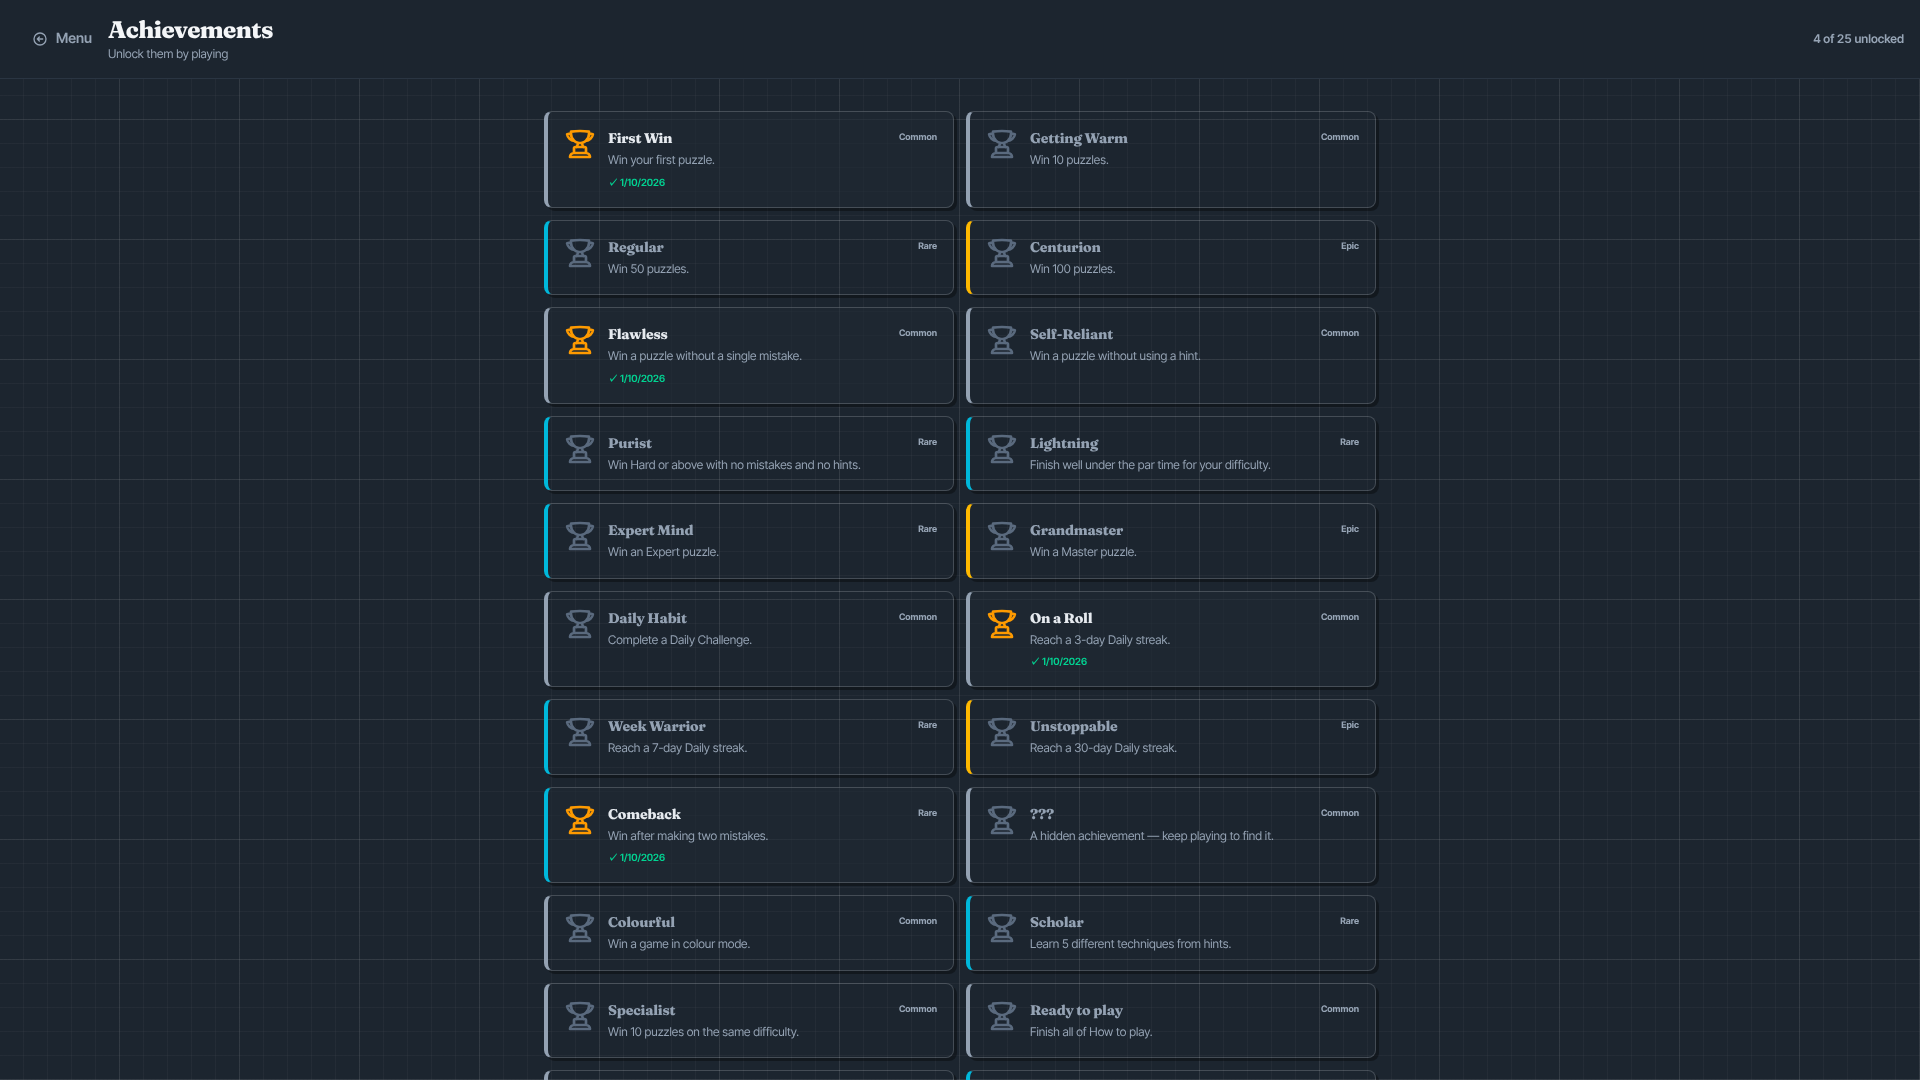 Menu
Achievements
Unlock them by playing
4 of 25 unlocked
First Win
Common
Win your first puzzle.
✓ 1/10/2026
Getting Warm
Common
Win 10 puzzles.
Regular
Rare
Win 50 puzzles.
Centurion
Epic
Win 100 puzzles.
Flawless
Common
Win a puzzle without a single mistake.
✓ 1/10/2026
Self-Reliant
Common
Win a puzzle without using a hint.
Purist
Rare
Win Hard or above with no mistakes and no hints.
Lightning
Rare
Finish well under the par time for your difficulty.
Expert Mind
Rare
Win an Expert puzzle.
Grandmaster
Epic
Win a Master puzzle.
Daily Habit
Common
Complete a Daily Challenge.
On a Roll
Common
Reach a 3-day Daily streak.
✓ 1/10/2026
Week Warrior
Rare
Reach a 7-day Daily streak.
Unstoppable
Epic
Reach a 30-day Daily streak.
Comeback
Rare
Win after making two mistakes.
✓ 1/10/2026
???
Common
A hidden achievement — keep playing to find it.
Colourful
Common
Win a game in colour mode.
Scholar
Rare
Learn 5 different techniques from hints.
Specialist
Common
Win 10 puzzles on the same difficulty.
Ready to play
Common
Finish all of How to play.